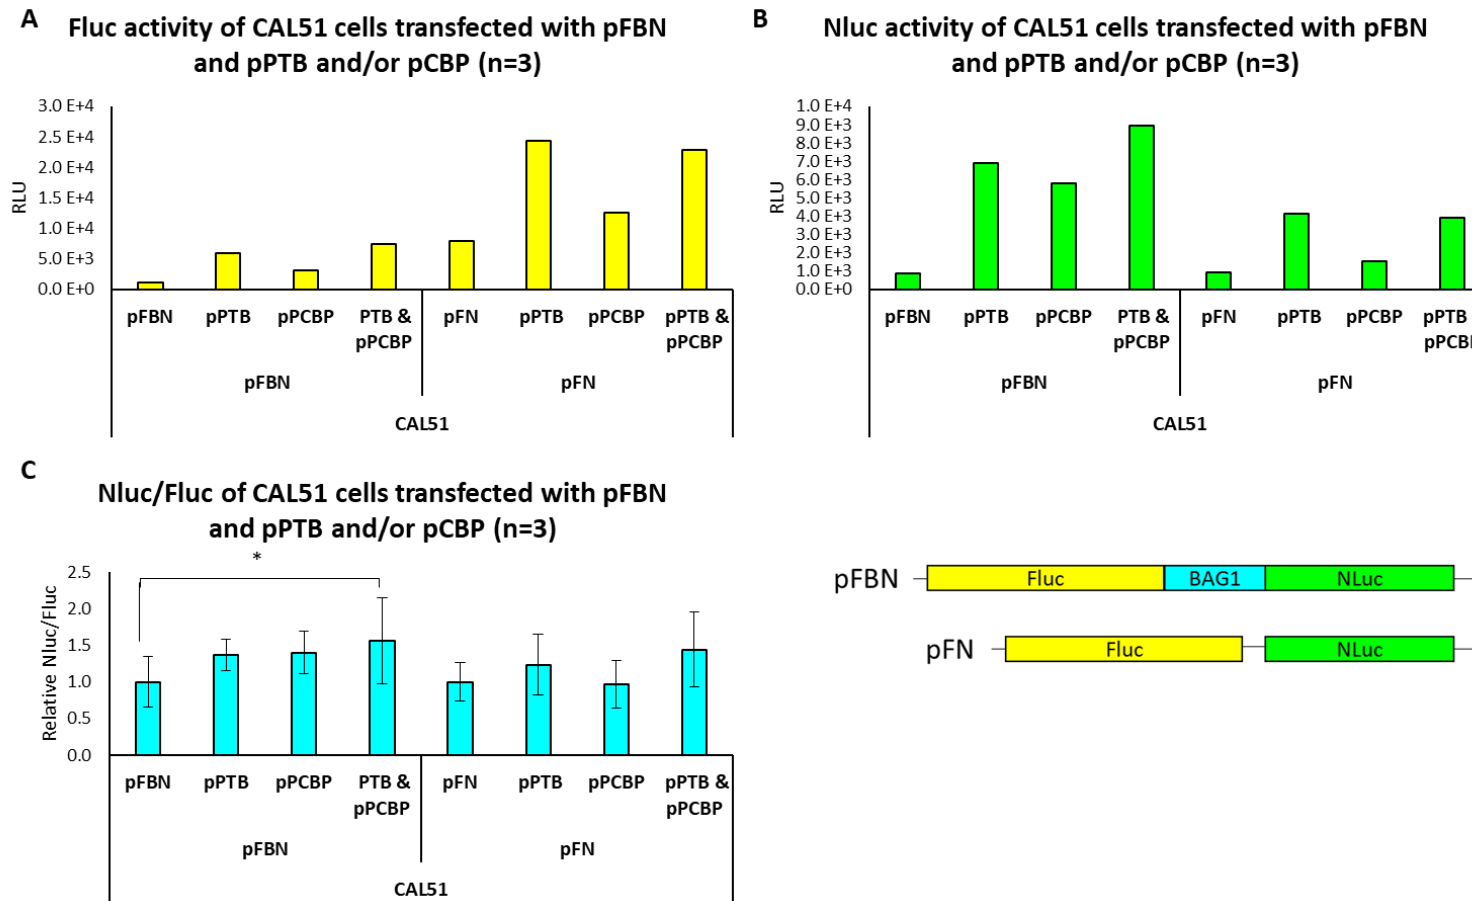 A
Fluc activity of CAL51 cells transfected with pFBN
and pPTB and/or pCBP (n=3)
3.0 E+4
2.5 E+4
2.0 E+4
1.5 E+4
1.0 E+4
5.0 E+3
0.0 E+0
RLU
pFBN pPTB pPCBP PTB & pFN pPTB pPCBP pPTB &
pPCBP pPCBP
pFBN pFN
CAL51
B
Nluc activity of CAL51 cells transfected with pFBN
and pPTB and/or pCBP (n=3)
1.0 E+4
9.0 E+3
8.0 E+3
7.0 E+3
6.0 E+3
5.0 E+3
4.0 E+3
3.0 E+3
2.0 E+3
1.0 E+3
0.0 E+0
RLU
pFBN pPTB pPCBP PTB & pFN pPTB pPCBP pPTB
pPCBP
pFBN pFN
CAL51
C
Nluc/Fluc of CAL51 cells transfected with pFBN
and pPTB and/or pCBP (n=3)
*
2.5
2.0
1.5
1.0
0.5
0.0
Relative Nluc/Fluc
pFBN pPTB pPCBP PTB & pFN pPTB pPCBP pPTB &
pPCBP pPCBP
pFBN pFN
CAL51
pFBN Fluc BAG1 NLuc
pFN Fluc NLuc